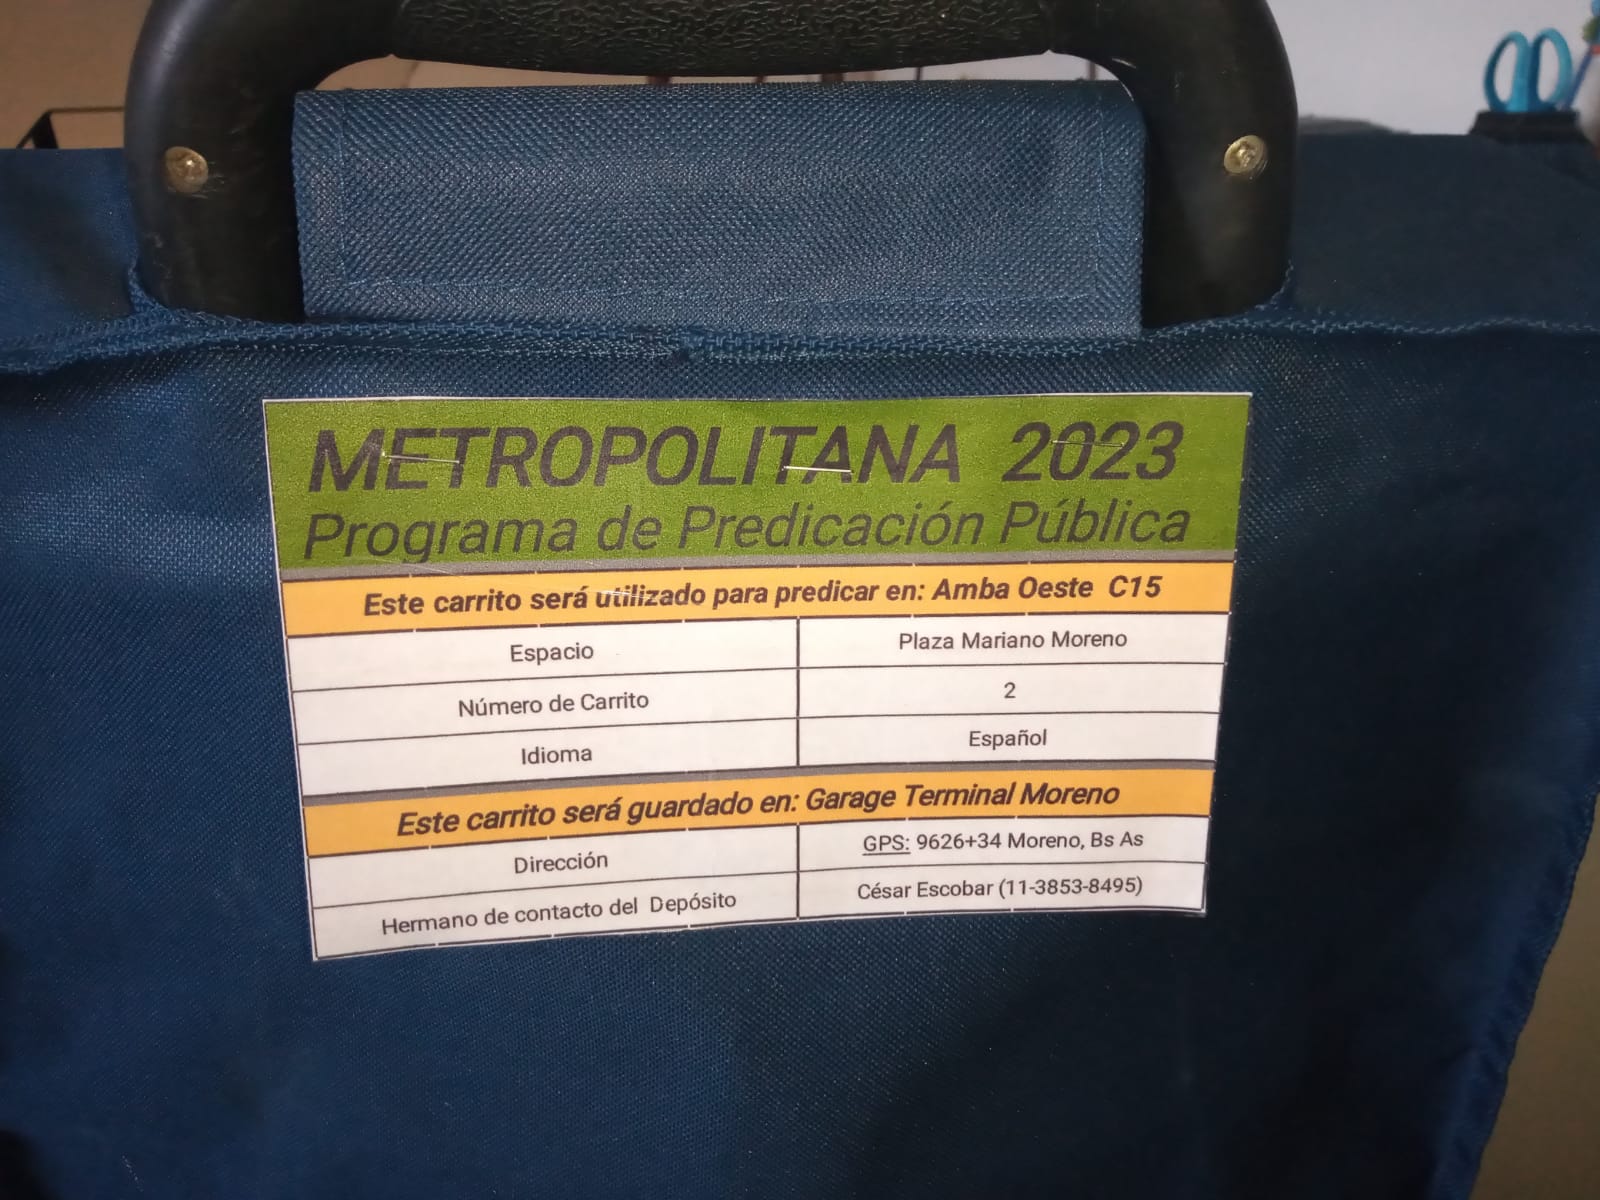 METROPOLITANA 2023
Programa de Predicación Pública
Este carrito será utilizado para predicar en: Amba Oeste C15
Espacio Plaza Mariano Moreno
Número de Carrito 2
Idioma Español
Este carrito será guardado en: Garage Terminal Moreno
Dirección GPS: 9626+34 Moreno, Bs As
Hermano de contacto del Depósito César Escobar (11-3853-8495)